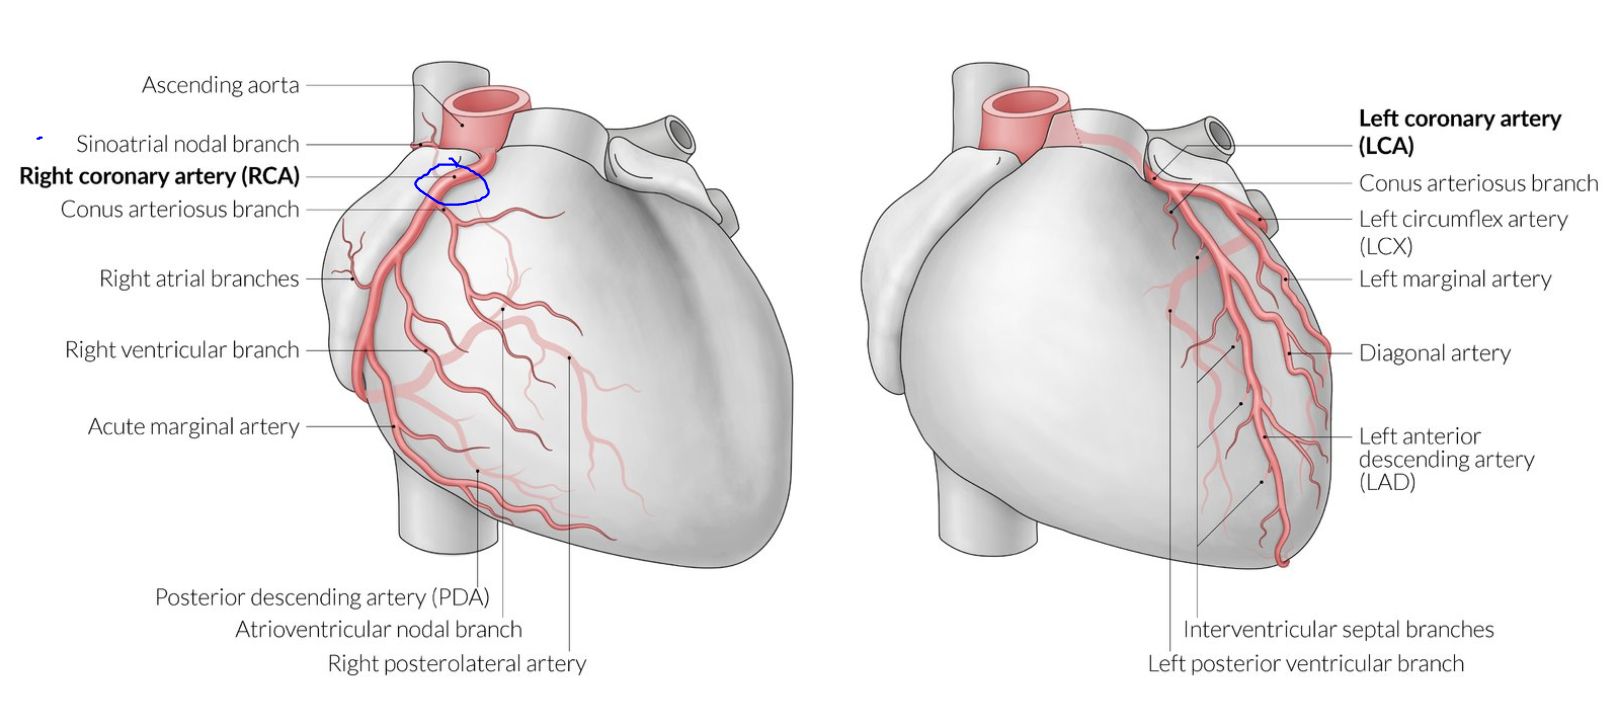 Ascending aorta
Sinoatrial nodal branch
Right coronary artery (RCA)
Conus arteriosus branch
Right atrial branches
Right ventricular branch
Acute marginal artery
Posterior descending artery (PDA)
Atrioventricular nodal branch
Right posterolateral artery
Left coronary artery
(LCA)
Conus arteriosus branch
Left circumflex artery
(LCX)
Left marginal artery
Diagonal artery
Left anterior
descending artery
(LAD)
Interventricular septal branches
Left posterior ventricular branch